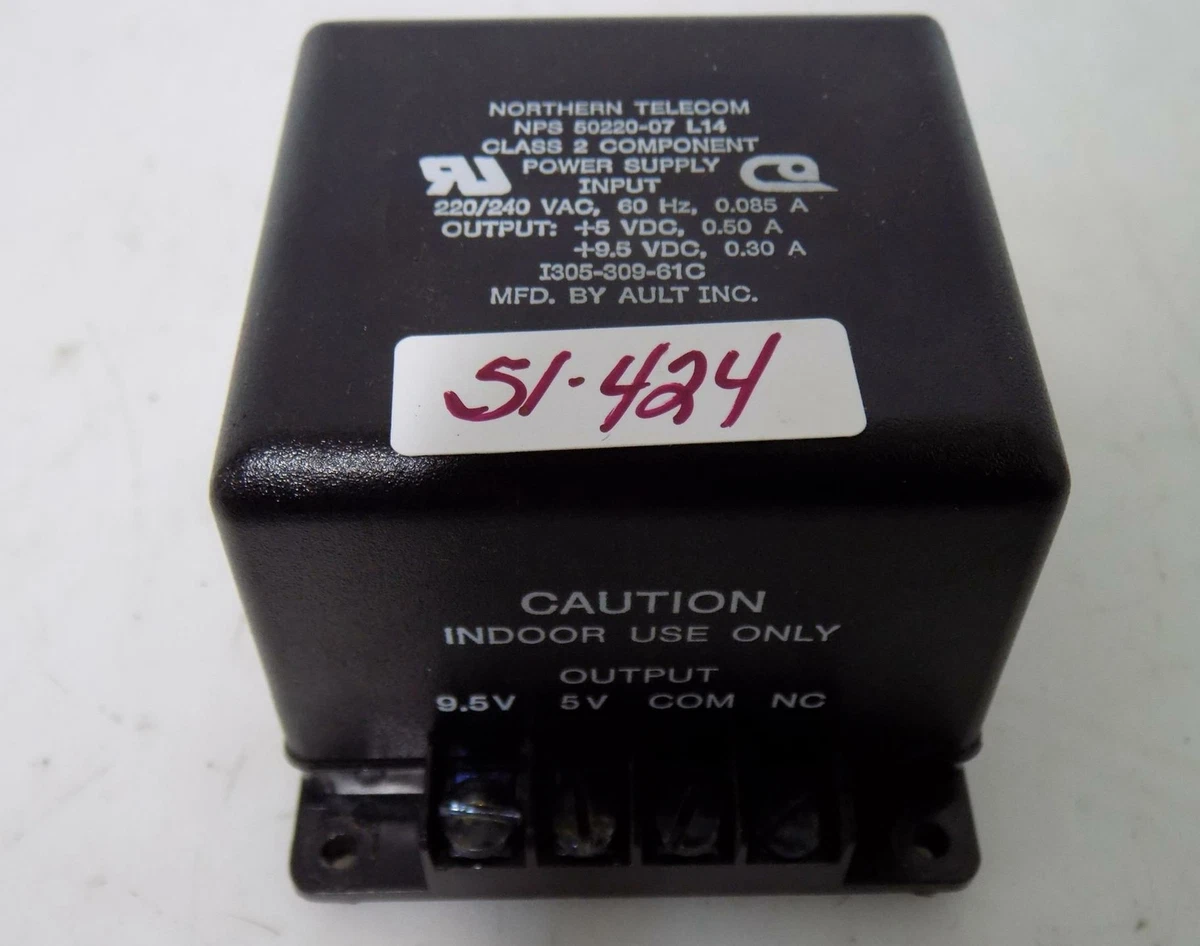 NORTHERN TELECOM
NPS 50220-07 L14
CLASS 2 COMPONENT
POWER SUPPLY
INPUT
220/240 VAC, 60 Hz, 0.085 A
OUTPUT: +5 VDC, 0.50 A
+9.5 VDC, 0.30 A
I305-309-61C
MFD. BY AULT INC.
51-424
CAUTION
INDOOR USE ONLY
OUTPUT
9.5V 5V COM NC